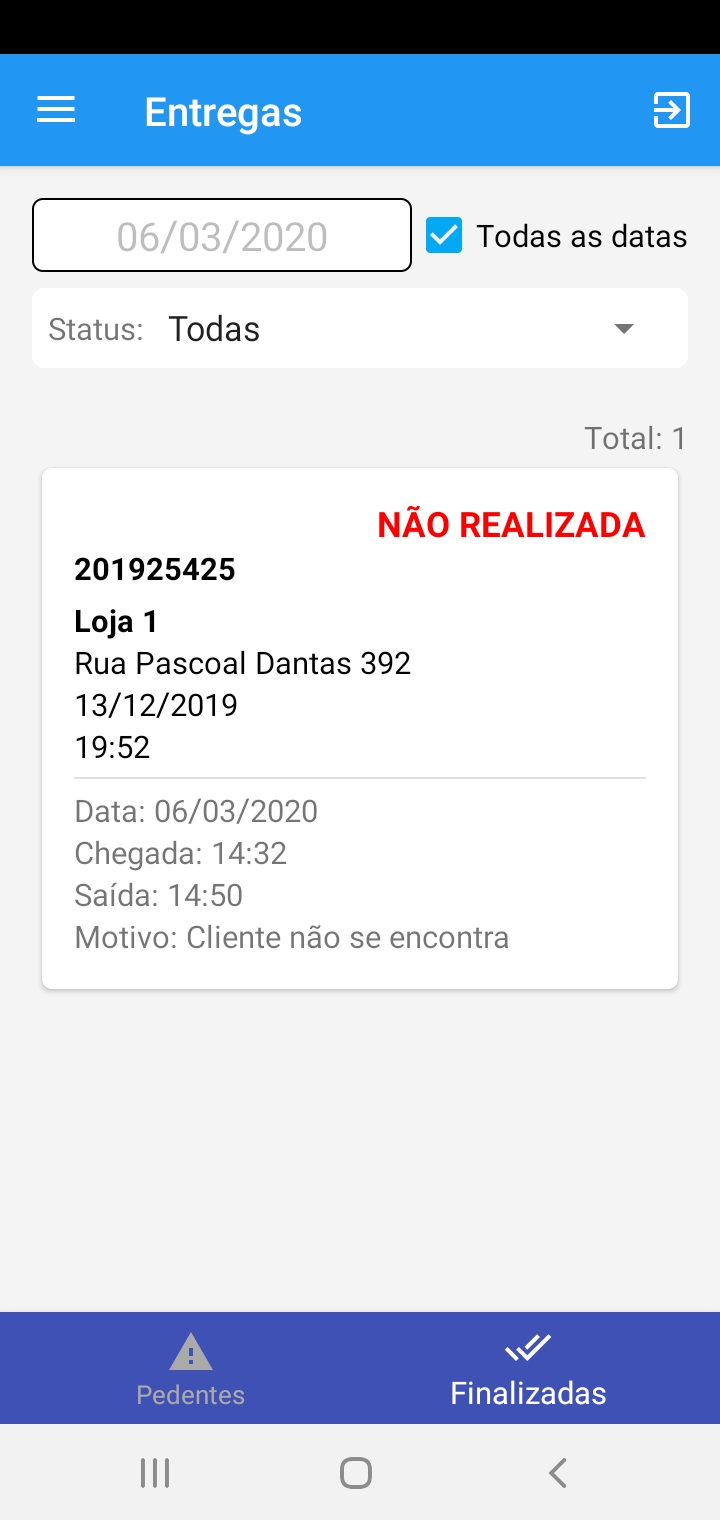 Entregas
06/03/2020 Todas as datas
Status: Todas
Total: 1
NÃO REALIZADA
201925425
Loja 1
Rua Pascoal Dantas 392
13/12/2019
19:52
Data: 06/03/2020
Chegada: 14:32
Saída: 14:50
Motivo: Cliente não se encontra
Pedentes Finalizadas